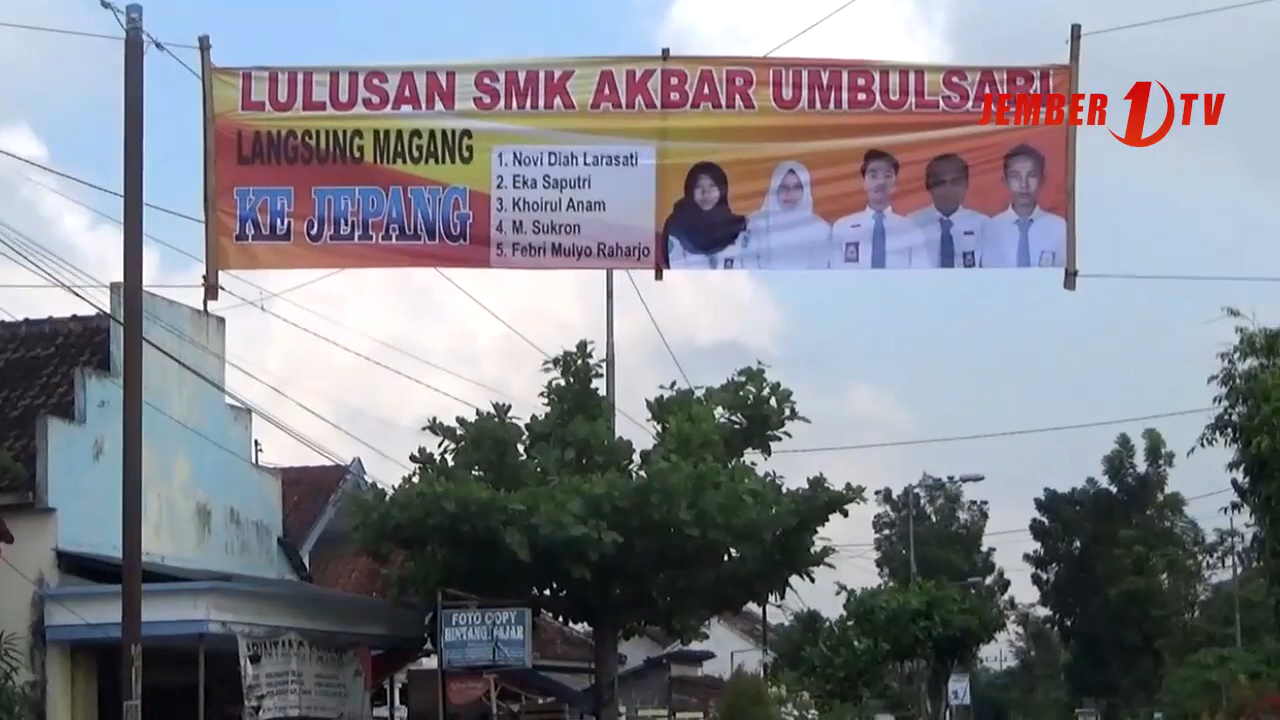 LULUSAN SMK AKBAR UMBULSARI
JEMBER 1 TV
LANGSUNG MAGANG
KE JEPANG
1. Novi Diah Larasati
2. Eka Saputri
3. Khoirul Anam
4. M. Sukron
5. Febri Mulyo Raharjo
FOTO COPY
BINTANG FAJAR